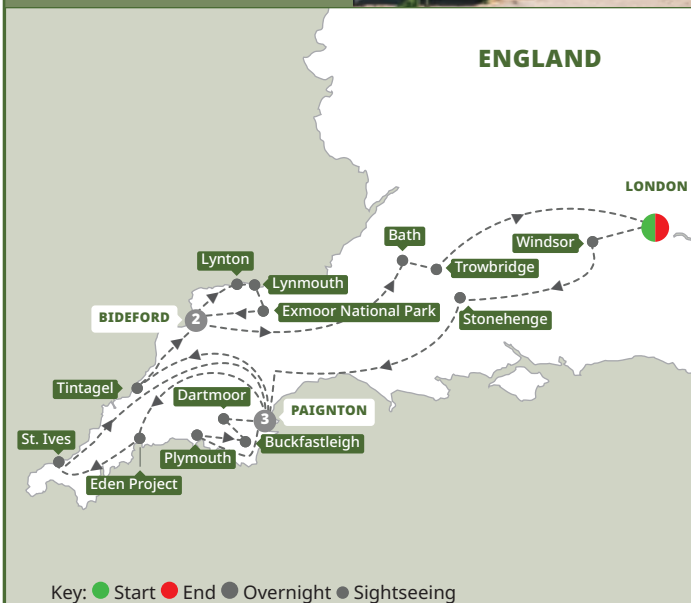 ENGLAND
LONDON
Bath
Windsor
Trowbridge
Lynton
Lynmouth
Exmoor National Park
BIDEFORD
2
Stonehenge
Tintagel
Dartmoor
PAIGNTON
3
St. Ives
Buckfastleigh
Plymouth
Eden Project
Key: Start End Overnight Sightseeing